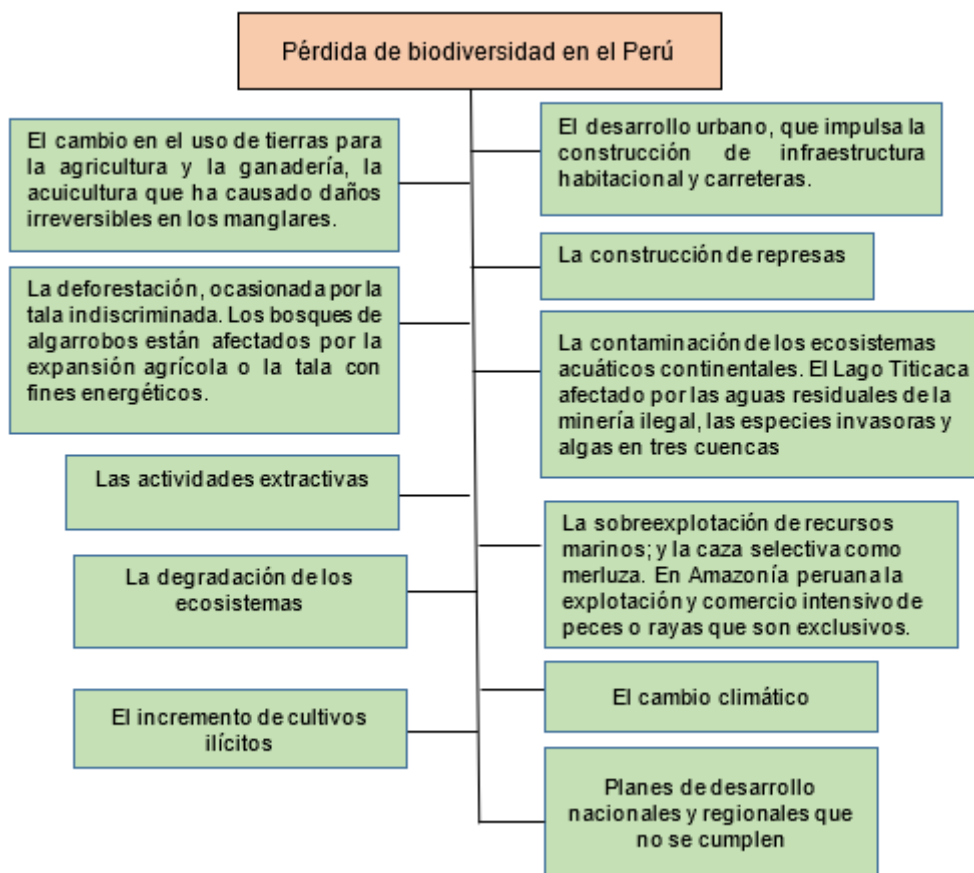 Pérdida de biodiversidad en el Perú
El cambio en el uso de tierras para
la agricultura y la ganadería, la
acuicultura que ha causado daños
irreversibles en los manglares.
El desarrollo urbano, que impulsa la
construcción de infraestructura
habitacional y carreteras.
La construcción de represas
La deforestación, ocasionada por la
tala indiscriminada. Los bosques de
algarrobos están afectados por la
expansión agrícola o la tala con
fines energéticos.
La contaminación de los ecosistemas
acuáticos continentales. El Lago Titicaca
afectado por las aguas residuales de la
minería ilegal, las especies invasoras y
algas en tres cuencas
Las actividades extractivas
La sobreexplotación de recursos
marinos; y la caza selectiva como
merluza. En Amazonía peruana la
explotación y comercio intensivo de
peces o rayas que son exclusivos.
La degradación de los
ecosistemas
El cambio climático
El incremento de cultivos
ilícitos
Planes de desarrollo
nacionales y regionales que
no se cumplen